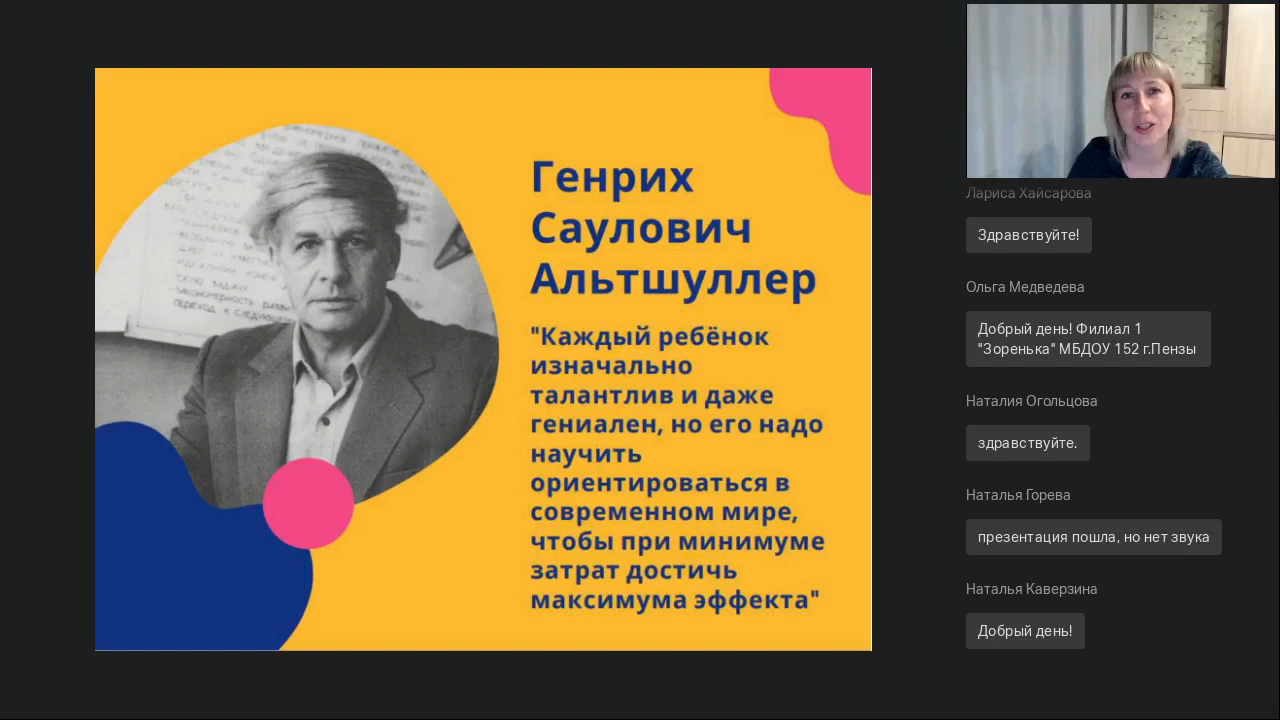 Генрих
Саулович
Альтшуллер
"Каждый ребёнок
изначально
талантлив и даже
гениален, но его надо
научить
ориентироваться в
современном мире,
чтобы при минимуме
затрат достичь
максимума эффекта"
Лариса Хайсарова
Здравствуйте!
Ольга Медведева
Добрый день! Филиал 1
"Зоренька" МБДОУ 152 г.Пензы
Наталия Огольцова
здравствуйте.
Наталья Горева
презентация пошла, но нет звука
Наталья Каверзина
Добрый день!